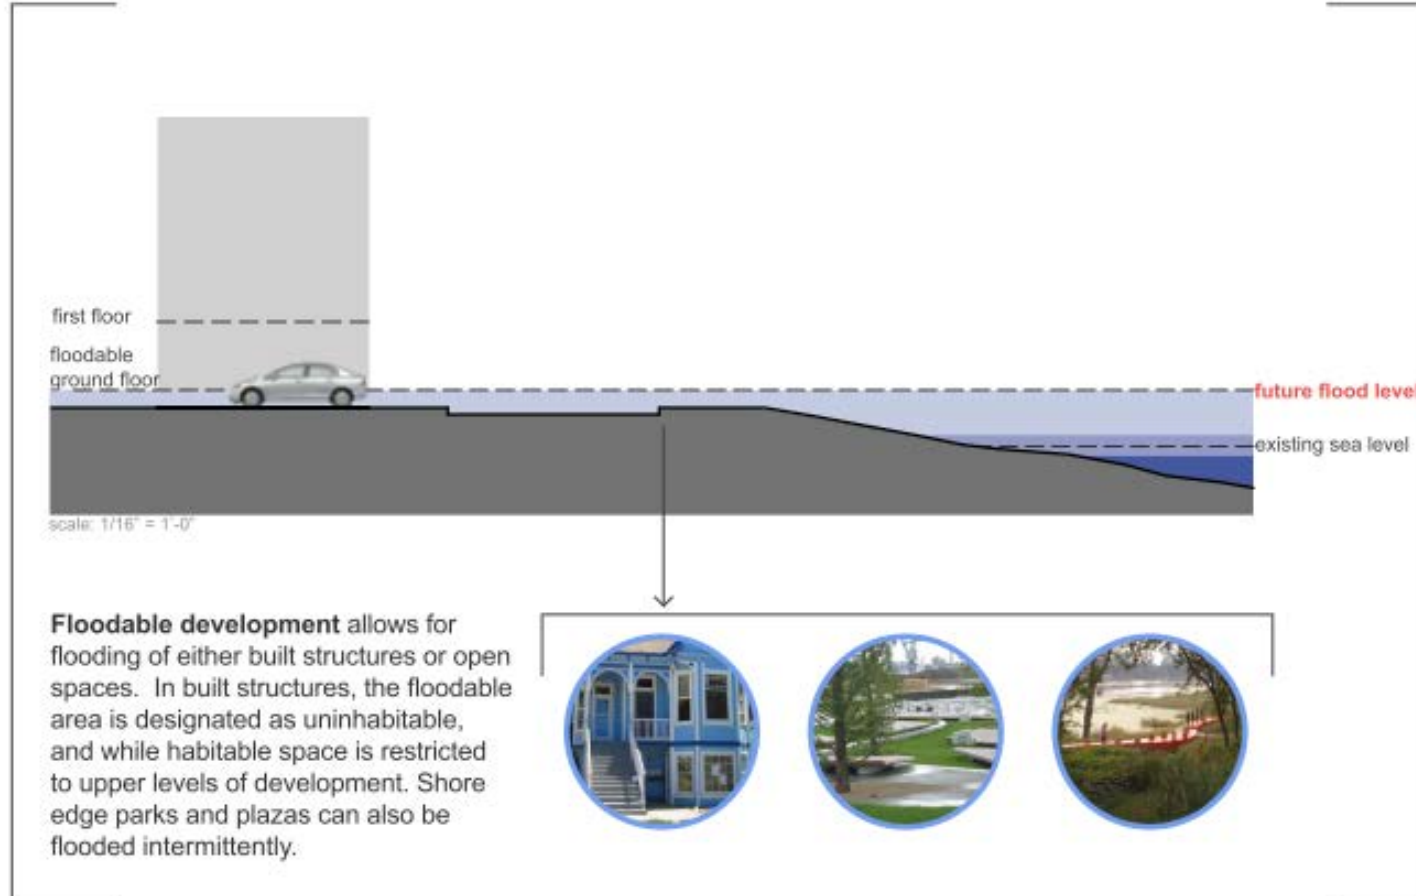 first floor
floodable
ground floor
future flood level
existing sea level
scale: 1/16" = 1'-0"
Floodable development allows for
flooding of either built structures or open
spaces. In built structures, the floodable
area is designated as uninhabitable,
and while habitable space is restricted
to upper levels of development. Shore
edge parks and plazas can also be
flooded intermittently.